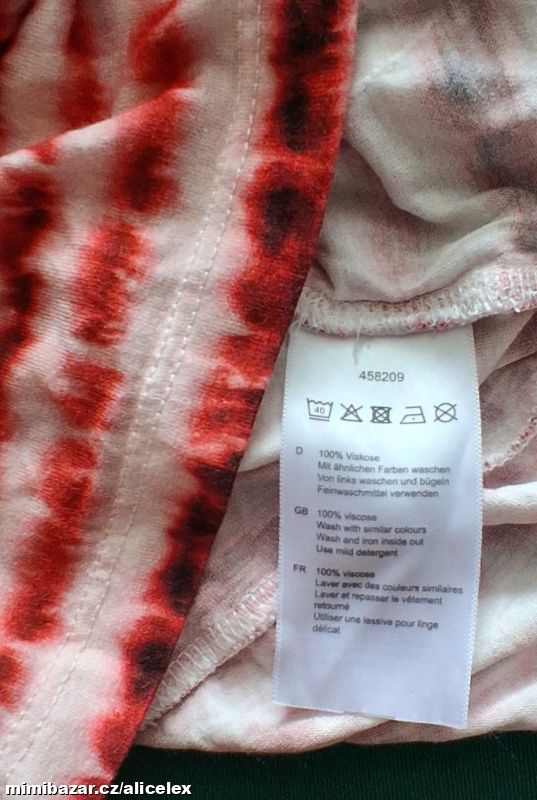 458209
40
D 100% Viskose
Mit ähnlichen Farben waschen
Von links waschen und bügeln
Feinwaschmittel verwenden
GB 100% viscose
Wash with similar colours
Wash and iron inside out
Use mild detergent
FR 100% viscose
Laver avec des couleurs similaires
Laver et repasser le vêtement
retourné
Utiliser une lessive pour linge
délicat
mimibazar.cz/alicelex